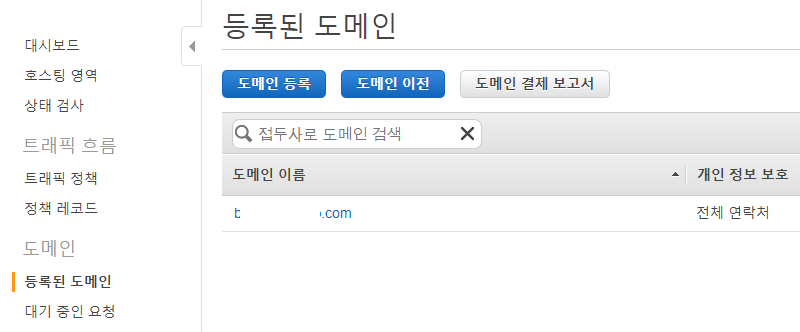 대시보드
호스팅 영역
상태 검사
트래픽 흐름
트래픽 정책
정책 레코드
도메인
등록된 도메인
대기 중인 요청
등록된 도메인
도메인 등록 도메인 이전 도메인 결제 보고서
접두사로 도메인 검색
도메인 이름 개인 정보 보호
.com 전체 연락처